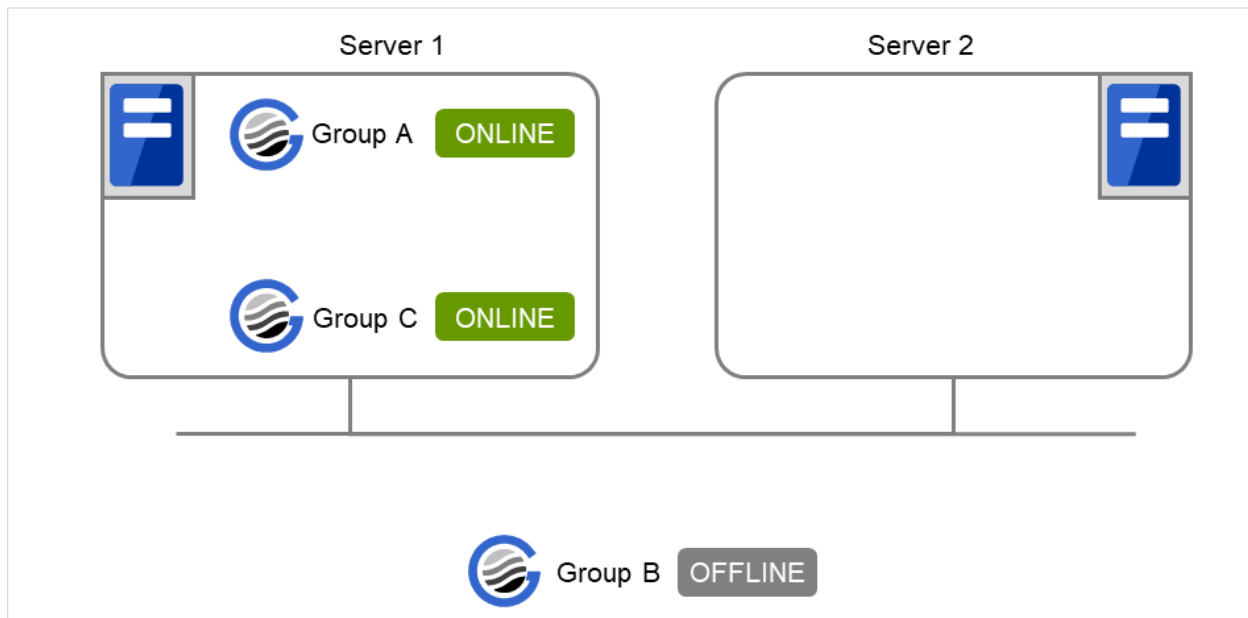 Server 1
Server 2
Group A ONLINE
Group C ONLINE
Group B OFFLINE